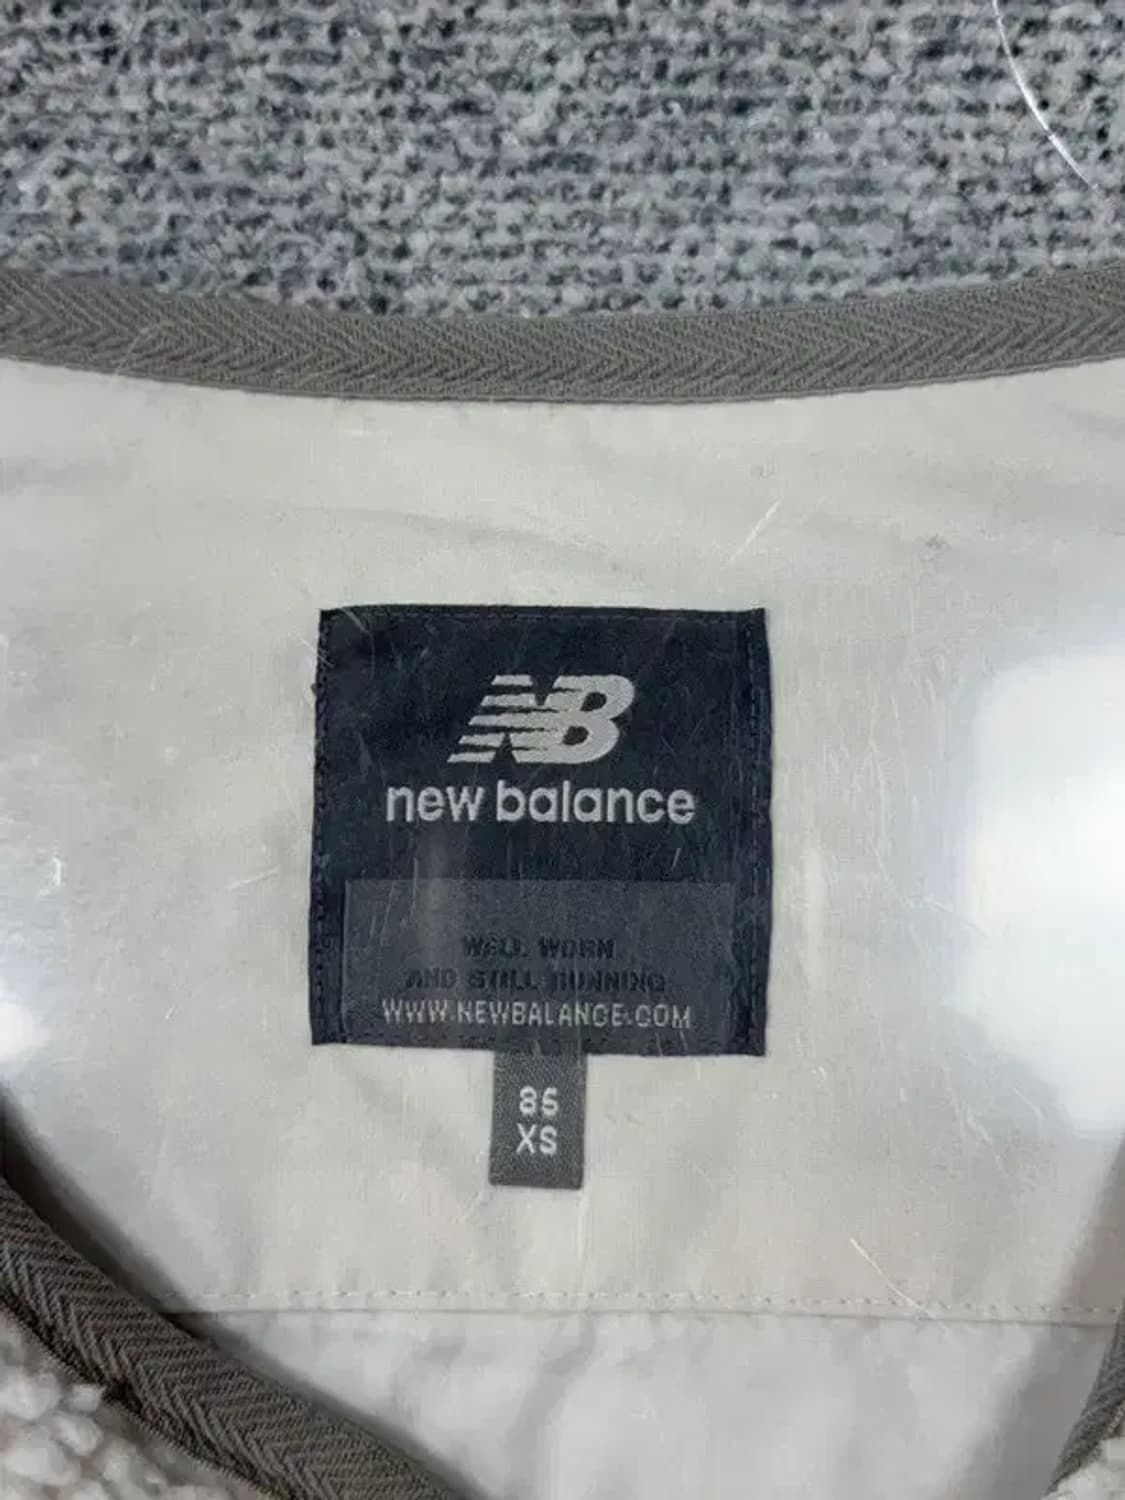 NB
new balance
WELL WORN
AND STILL RUNNING
WWW.NEWBALANCE.COM
85
XS